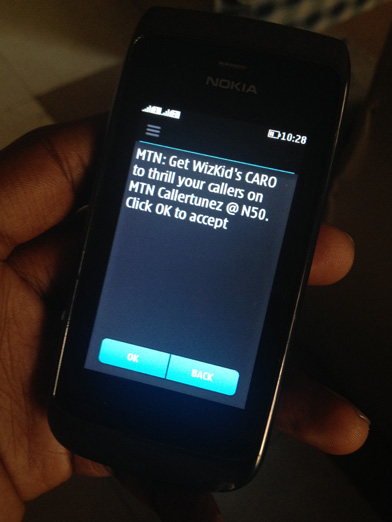 NOKIA
10:28
MTN: Get WizKid's CARO
to thrill your callers on
MTN Callertunez @ N50.
Click OK to accept
OK
BACK